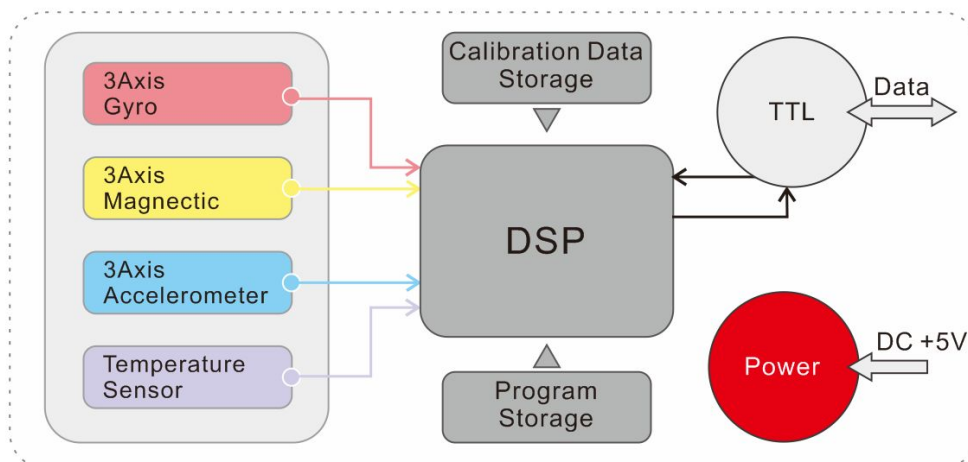 3Axis
Gyro
3Axis
Magnectic
3Axis
Accelerometer
Temperature
Sensor
Calibration Data
Storage
DSP
Program
Storage
TTL
Data
Power
DC +5V